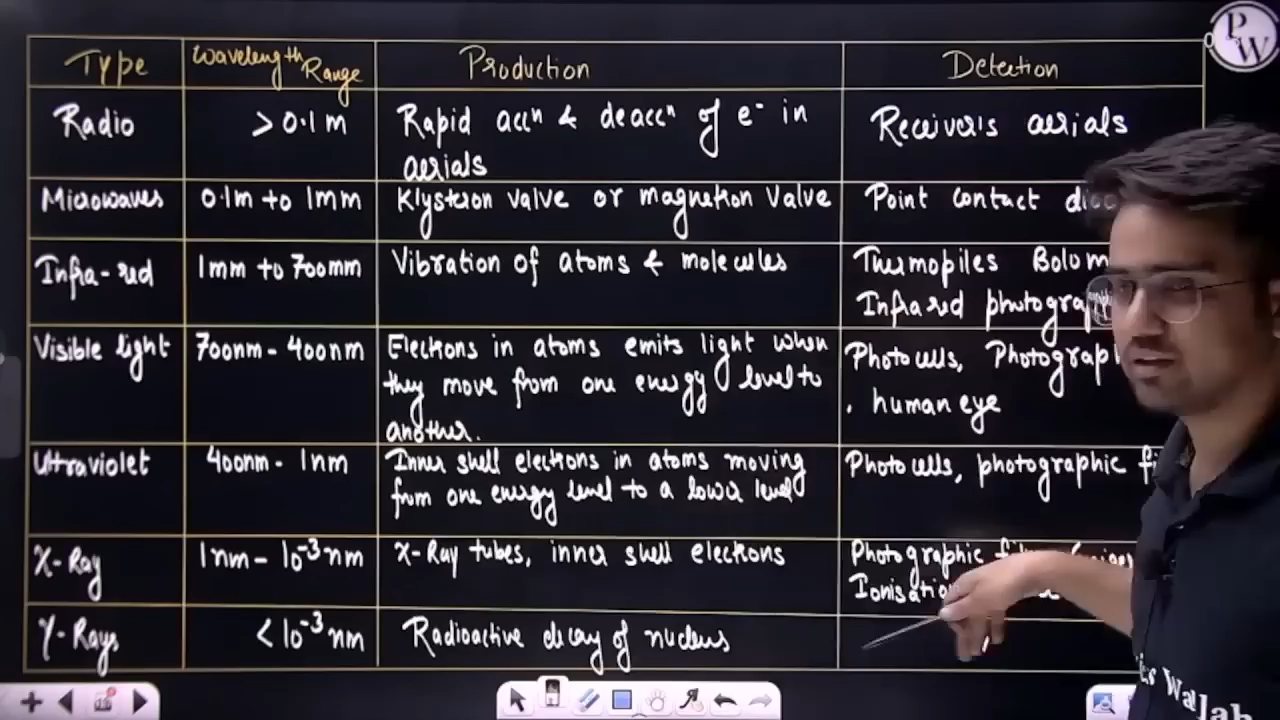 PW
Type Wavelength Range Production Detection
Radio > 0.1 m Rapid accⁿ & deaccⁿ of e⁻ in Receiver's aerials
aerials
Microwaves 0.1m to 1mm Klystron valve or magnetron valve Point contact
Infra-red 1mm to 700mm Vibration of atoms & molecules Thermopiles
Infrared
Visible light 700nm - 400nm Electrons in atoms emits light when Photocells,
they move from one energy level to
, human eye
another.
Ultraviolet 400nm - 1nm Inner shell electrons in atoms moving Photocells, photographic
from one energy level to a lower level
X-Ray 1nm - 10⁻³nm X-Ray tubes, inner shell electrons Photographic
γ-Rays < 10⁻³nm Radioactive decay of nucleus